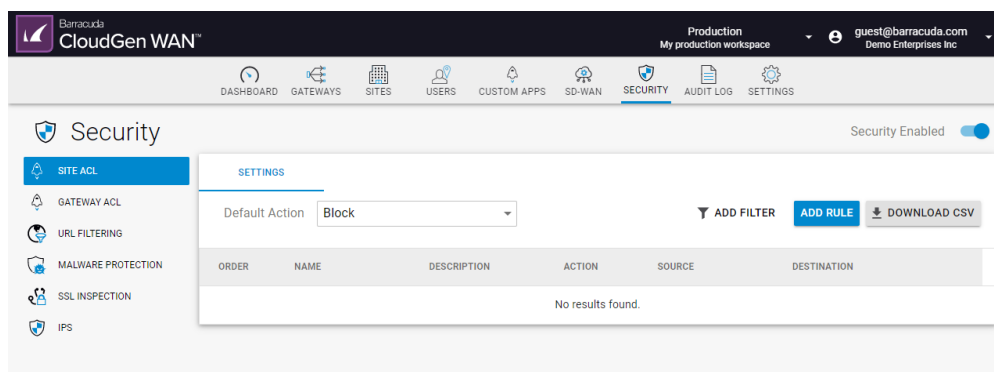 Barracuda
CloudGen WAN™
Production
My production workspace
guest@barracuda.com
Demo Enterprises Inc
DASHBOARD GATEWAYS SITES USERS CUSTOM APPS SD-WAN SECURITY AUDIT LOG SETTINGS
Security
Security Enabled
SITE ACL
GATEWAY ACL
URL FILTERING
MALWARE PROTECTION
SSL INSPECTION
IPS
SETTINGS
Default Action Block ADD FILTER ADD RULE DOWNLOAD CSV
ORDER NAME DESCRIPTION ACTION SOURCE DESTINATION
No results found.